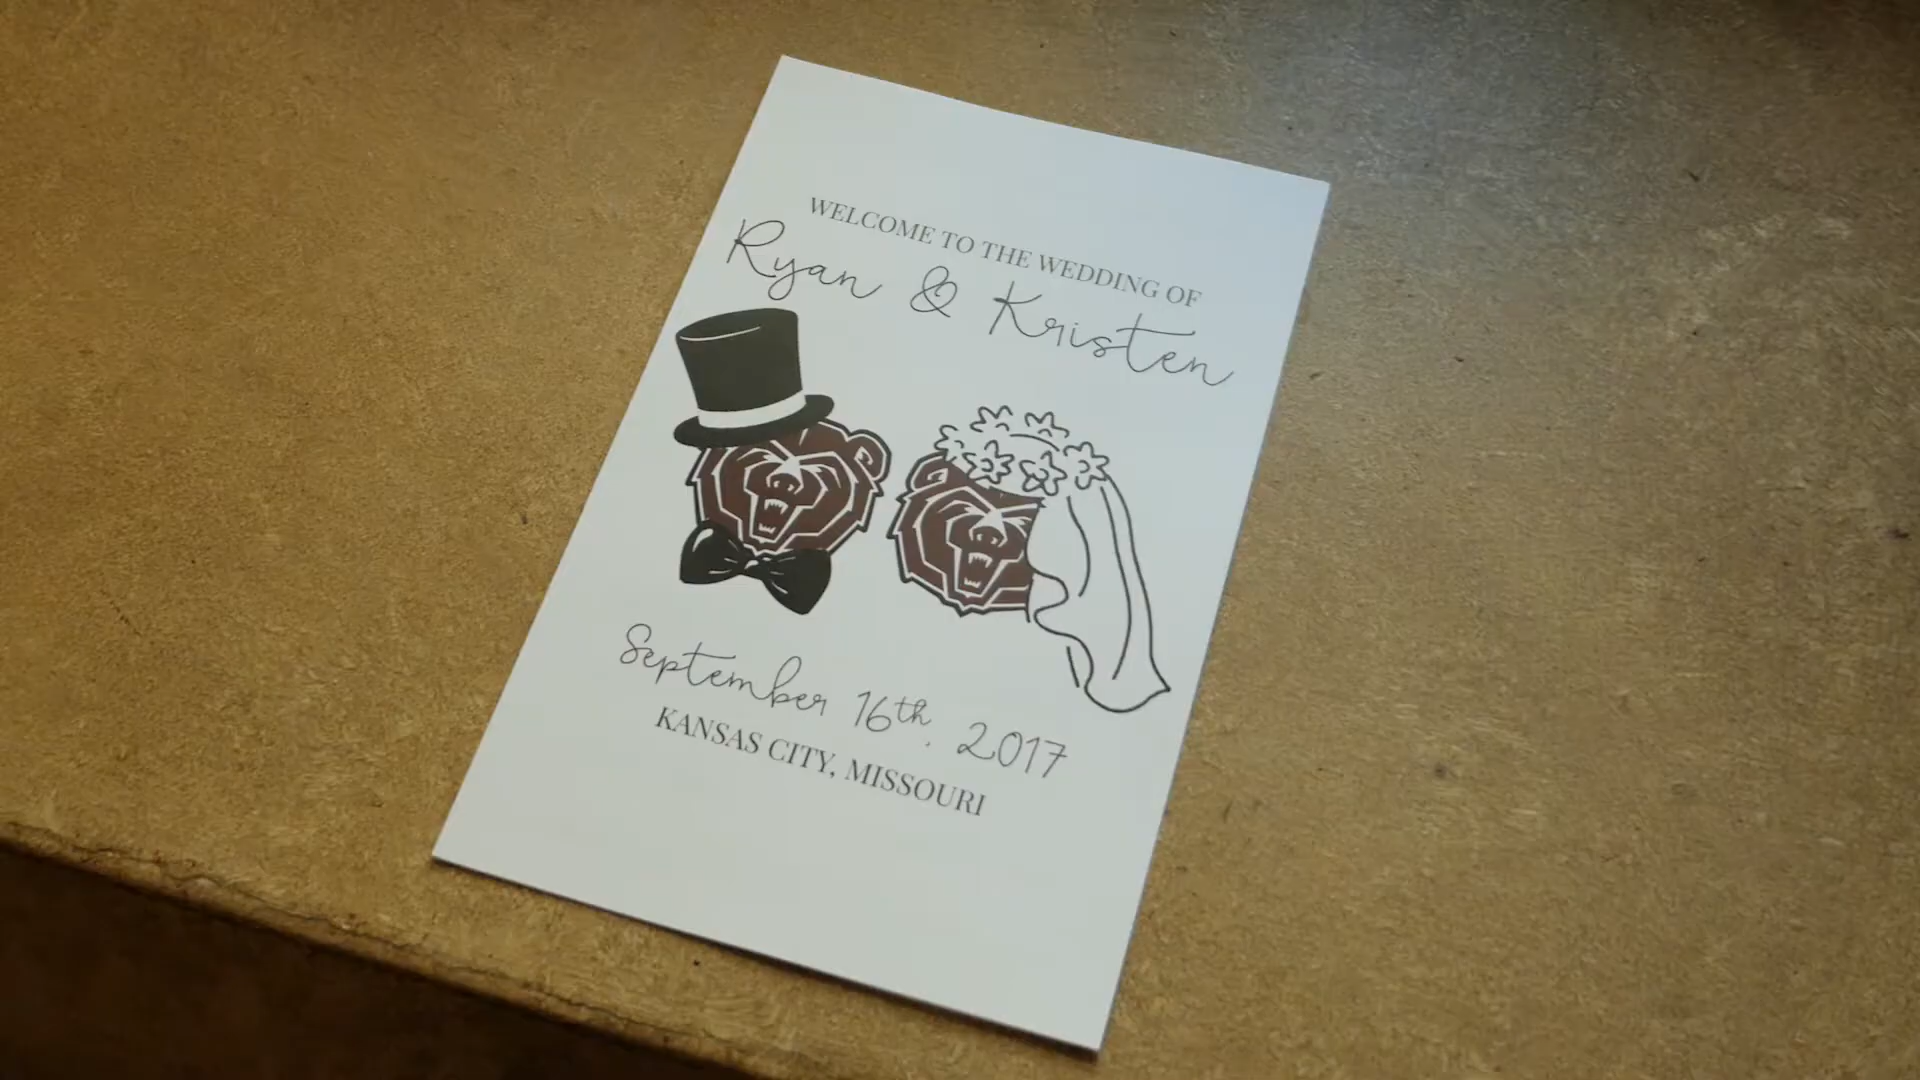 WELCOME TO THE WEDDING OF
Ryan & Kristen
September 16th, 2017
KANSAS CITY, MISSOURI